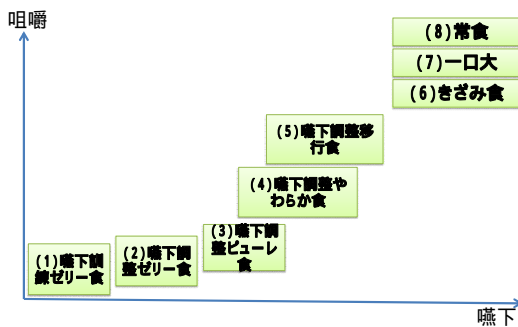 咀嚼
(8)常食
(7)一口大
(6)きざみ食
(5)嚥下調整移
行食
(4)嚥下調整や
わらか食
(3)嚥下調
整ピューレ
食
(2)嚥下調
整ゼリー食
(1)嚥下訓
練ゼリー食
嚥下